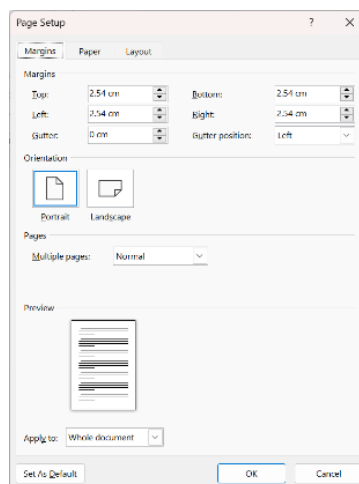 Page Setup ? ×
Margins Paper Layout
Margins
Top: 2.54 cm Bottom: 2.54 cm
Left: 2.54 cm Right: 2.54 cm
Gutter: 0 cm Gutter position: Left
Orientation
Portrait Landscape
Pages
Multiple pages: Normal
Preview
Apply to: Whole document
Set As Default OK Cancel